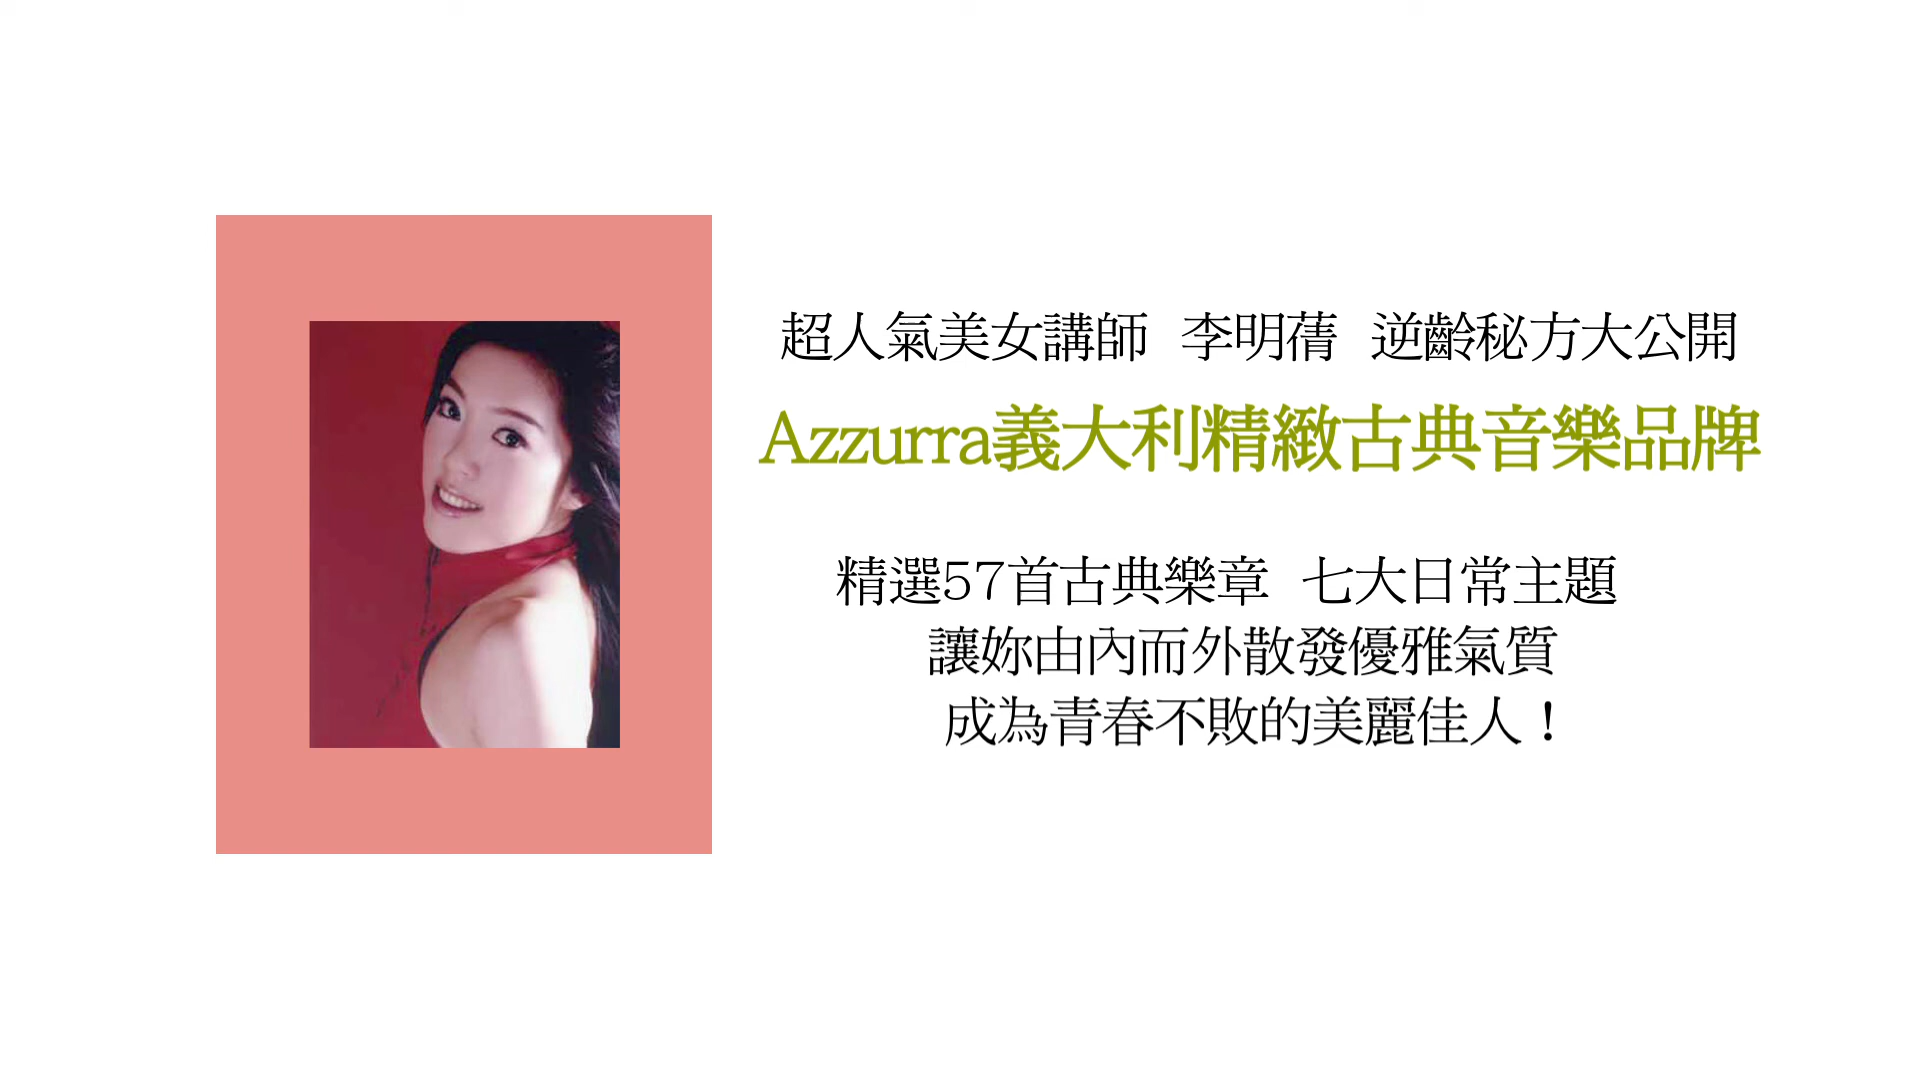 超人氣美女講師 李明蒨 逆齡秘方大公開
Azzurra義大利精緻古典音樂品牌
精選57首古典樂章 七大日常主題
讓妳由內而外散發優雅氣質
成為青春不敗的美麗佳人！